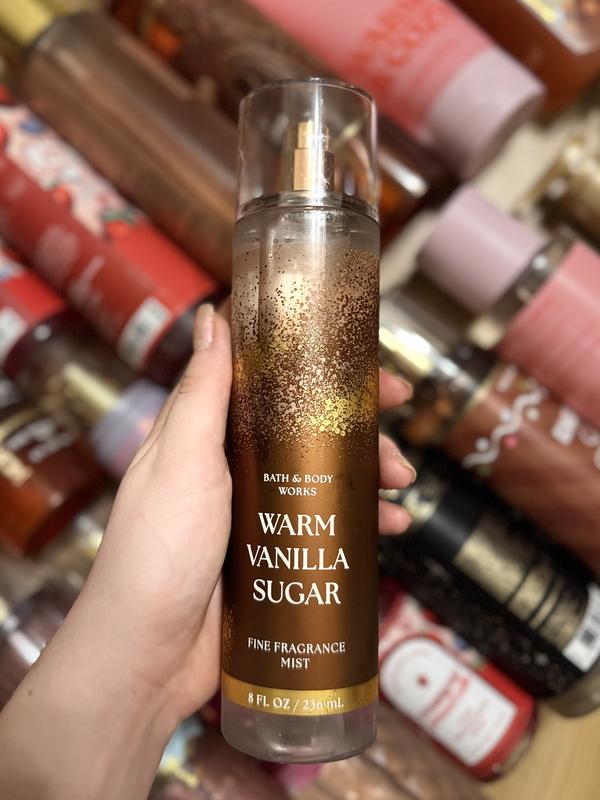 BATH & BODY
WORKS
WARM
VANILLA
SUGAR
FINE FRAGRANCE
MIST
8 FL OZ / 236 mL